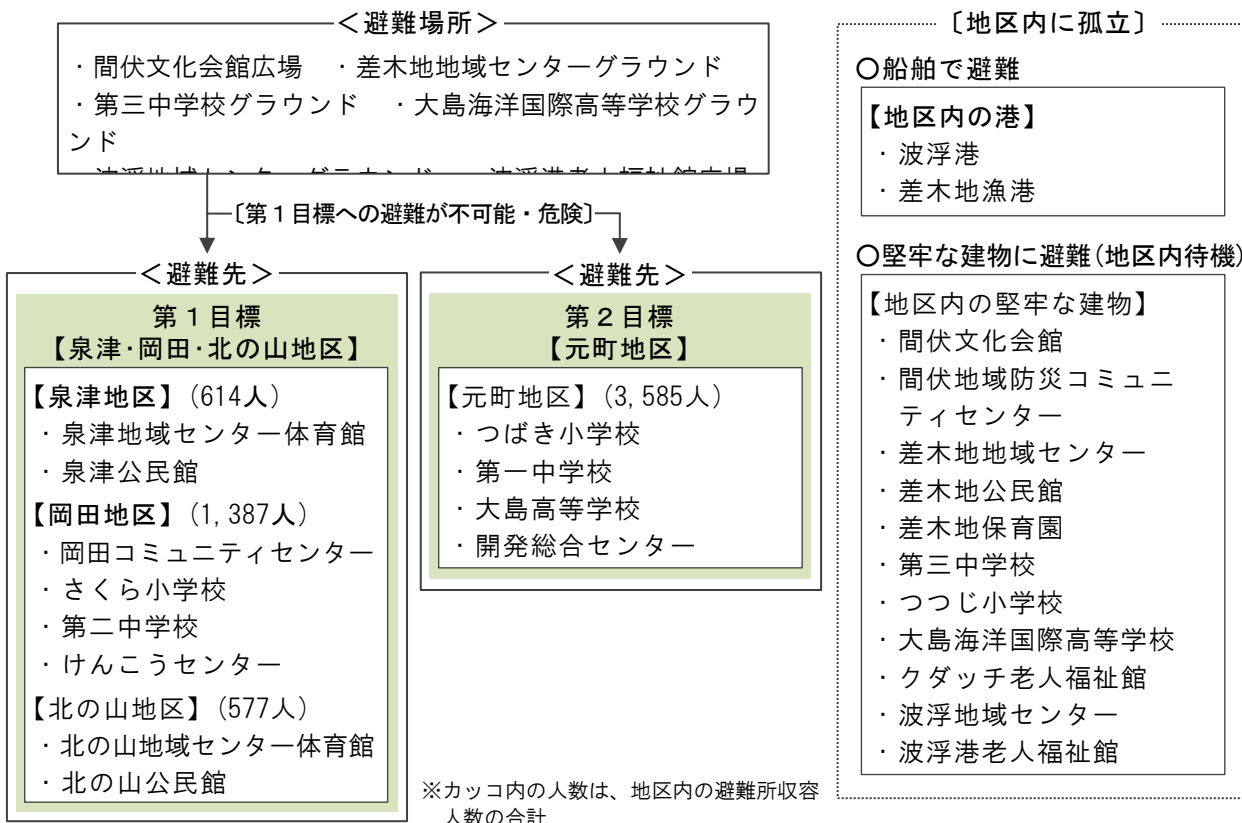 ＜避難場所＞
・間伏文化会館広場　・差木地地域センターグラウンド
・第三中学校グラウンド　・大島海洋国際高等学校グラウ
ンド
〔第１目標への避難が不可能・危険〕
＜避難先＞
第１目標
【泉津・岡田・北の山地区】
【泉津地区】(614人)
・泉津地域センター体育館
・泉津公民館
【岡田地区】(1,387人)
・岡田コミュニティセンター
・さくら小学校
・第二中学校
・けんこうセンター
【北の山地区】(577人)
・北の山地域センター体育館
・北の山公民館
＜避難先＞
第２目標
【元町地区】
【元町地区】(3,585人)
・つばき小学校
・第一中学校
・大島高等学校
・開発総合センター
※カッコ内の人数は、地区内の避難所収容
人数の合計
〔地区内に孤立〕
○船舶で避難
【地区内の港】
・波浮港
・差木地漁港
○堅牢な建物に避難(地区内待機)
【地区内の堅牢な建物】
・間伏文化会館
・間伏地域防災コミュニ
ティセンター
・差木地地域センター
・差木地公民館
・差木地保育園
・第三中学校
・つつじ小学校
・大島海洋国際高等学校
・クダッチ老人福祉館
・波浮地域センター
・波浮港老人福祉館